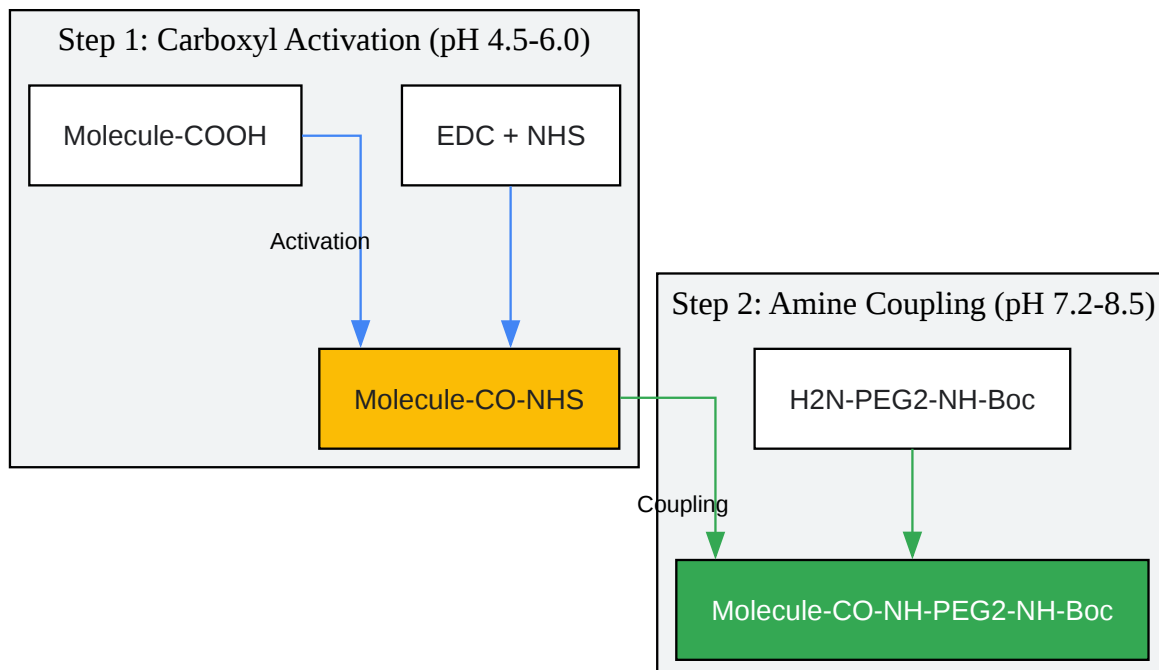 Step 1: Carboxyl Activation (pH 4.5-6.0)
Molecule-COOH
EDC + NHS
Activation
Molecule-CO-NHS
Step 2: Amine Coupling (pH 7.2-8.5)
H2N-PEG2-NH-Boc
Coupling
Molecule-CO-NH-PEG2-NH-Boc